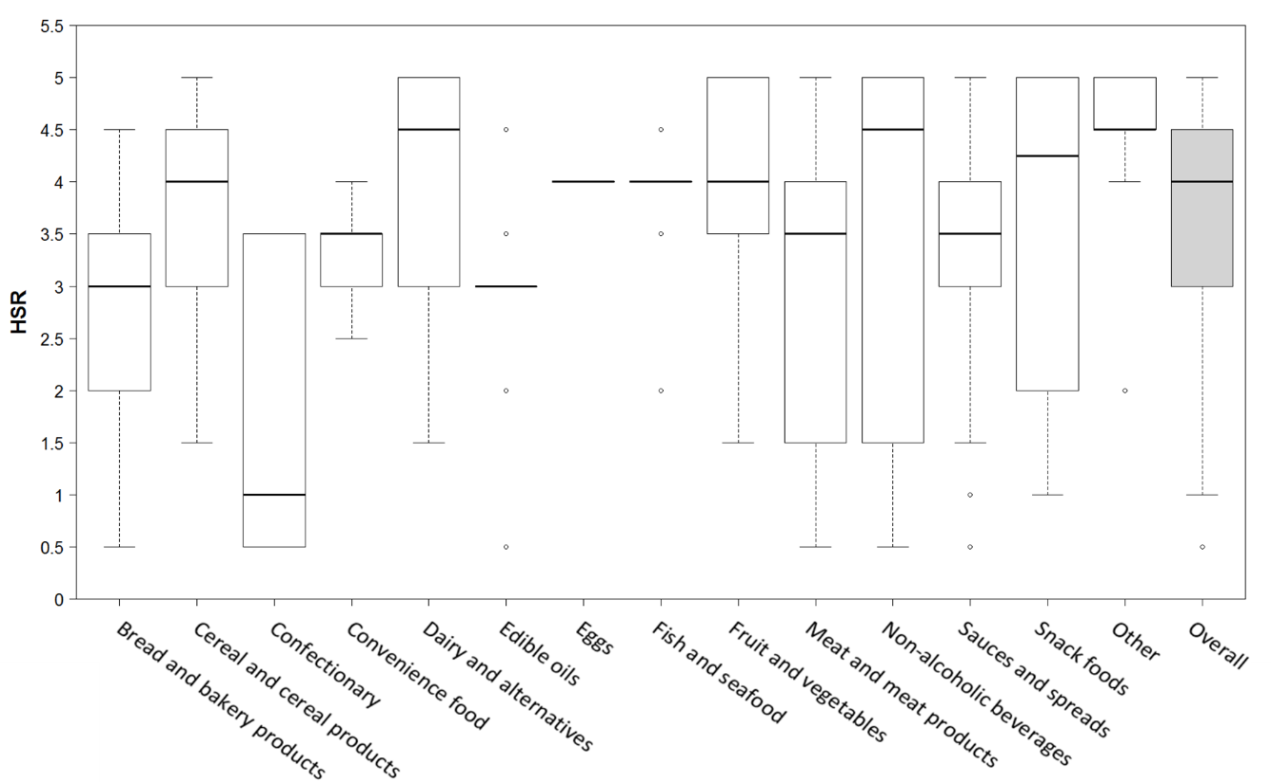 5.5
5
4.5
4
3.5
3
2.5
2
1.5
1
0.5
0
HSR
Bread and bakery products
Cereal and cereal products
Confectionary
Convenience food
Dairy and alternatives
Edible oils
Eggs
Fish and seafood
Fruit and vegetables
Meat and meat products
Non-alcoholic beverages
Sauces and spreads
Snack foods
Other
Overall